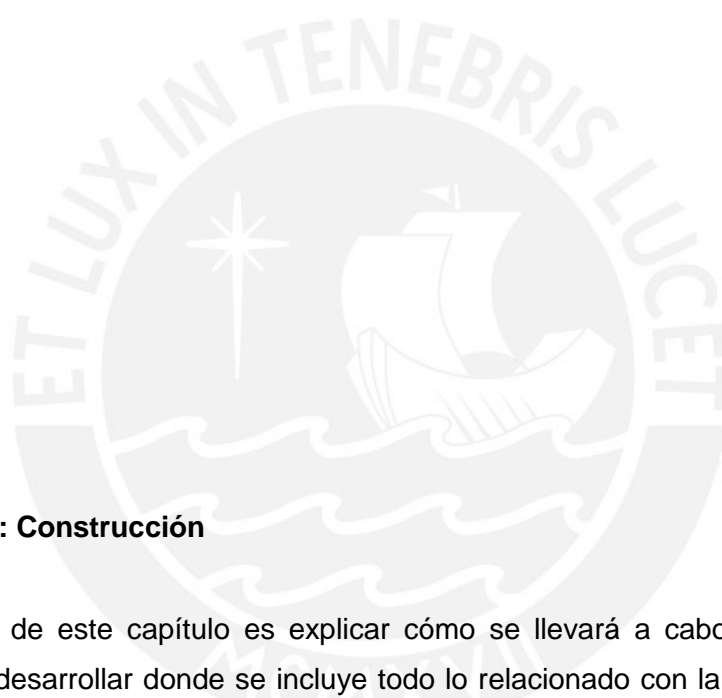 ET LUX IN TENEBRIS LUCET
: Construcción
de este capítulo es explicar cómo se llevará a cabo
desarrollar donde se incluye todo lo relacionado con la
MCMXVII